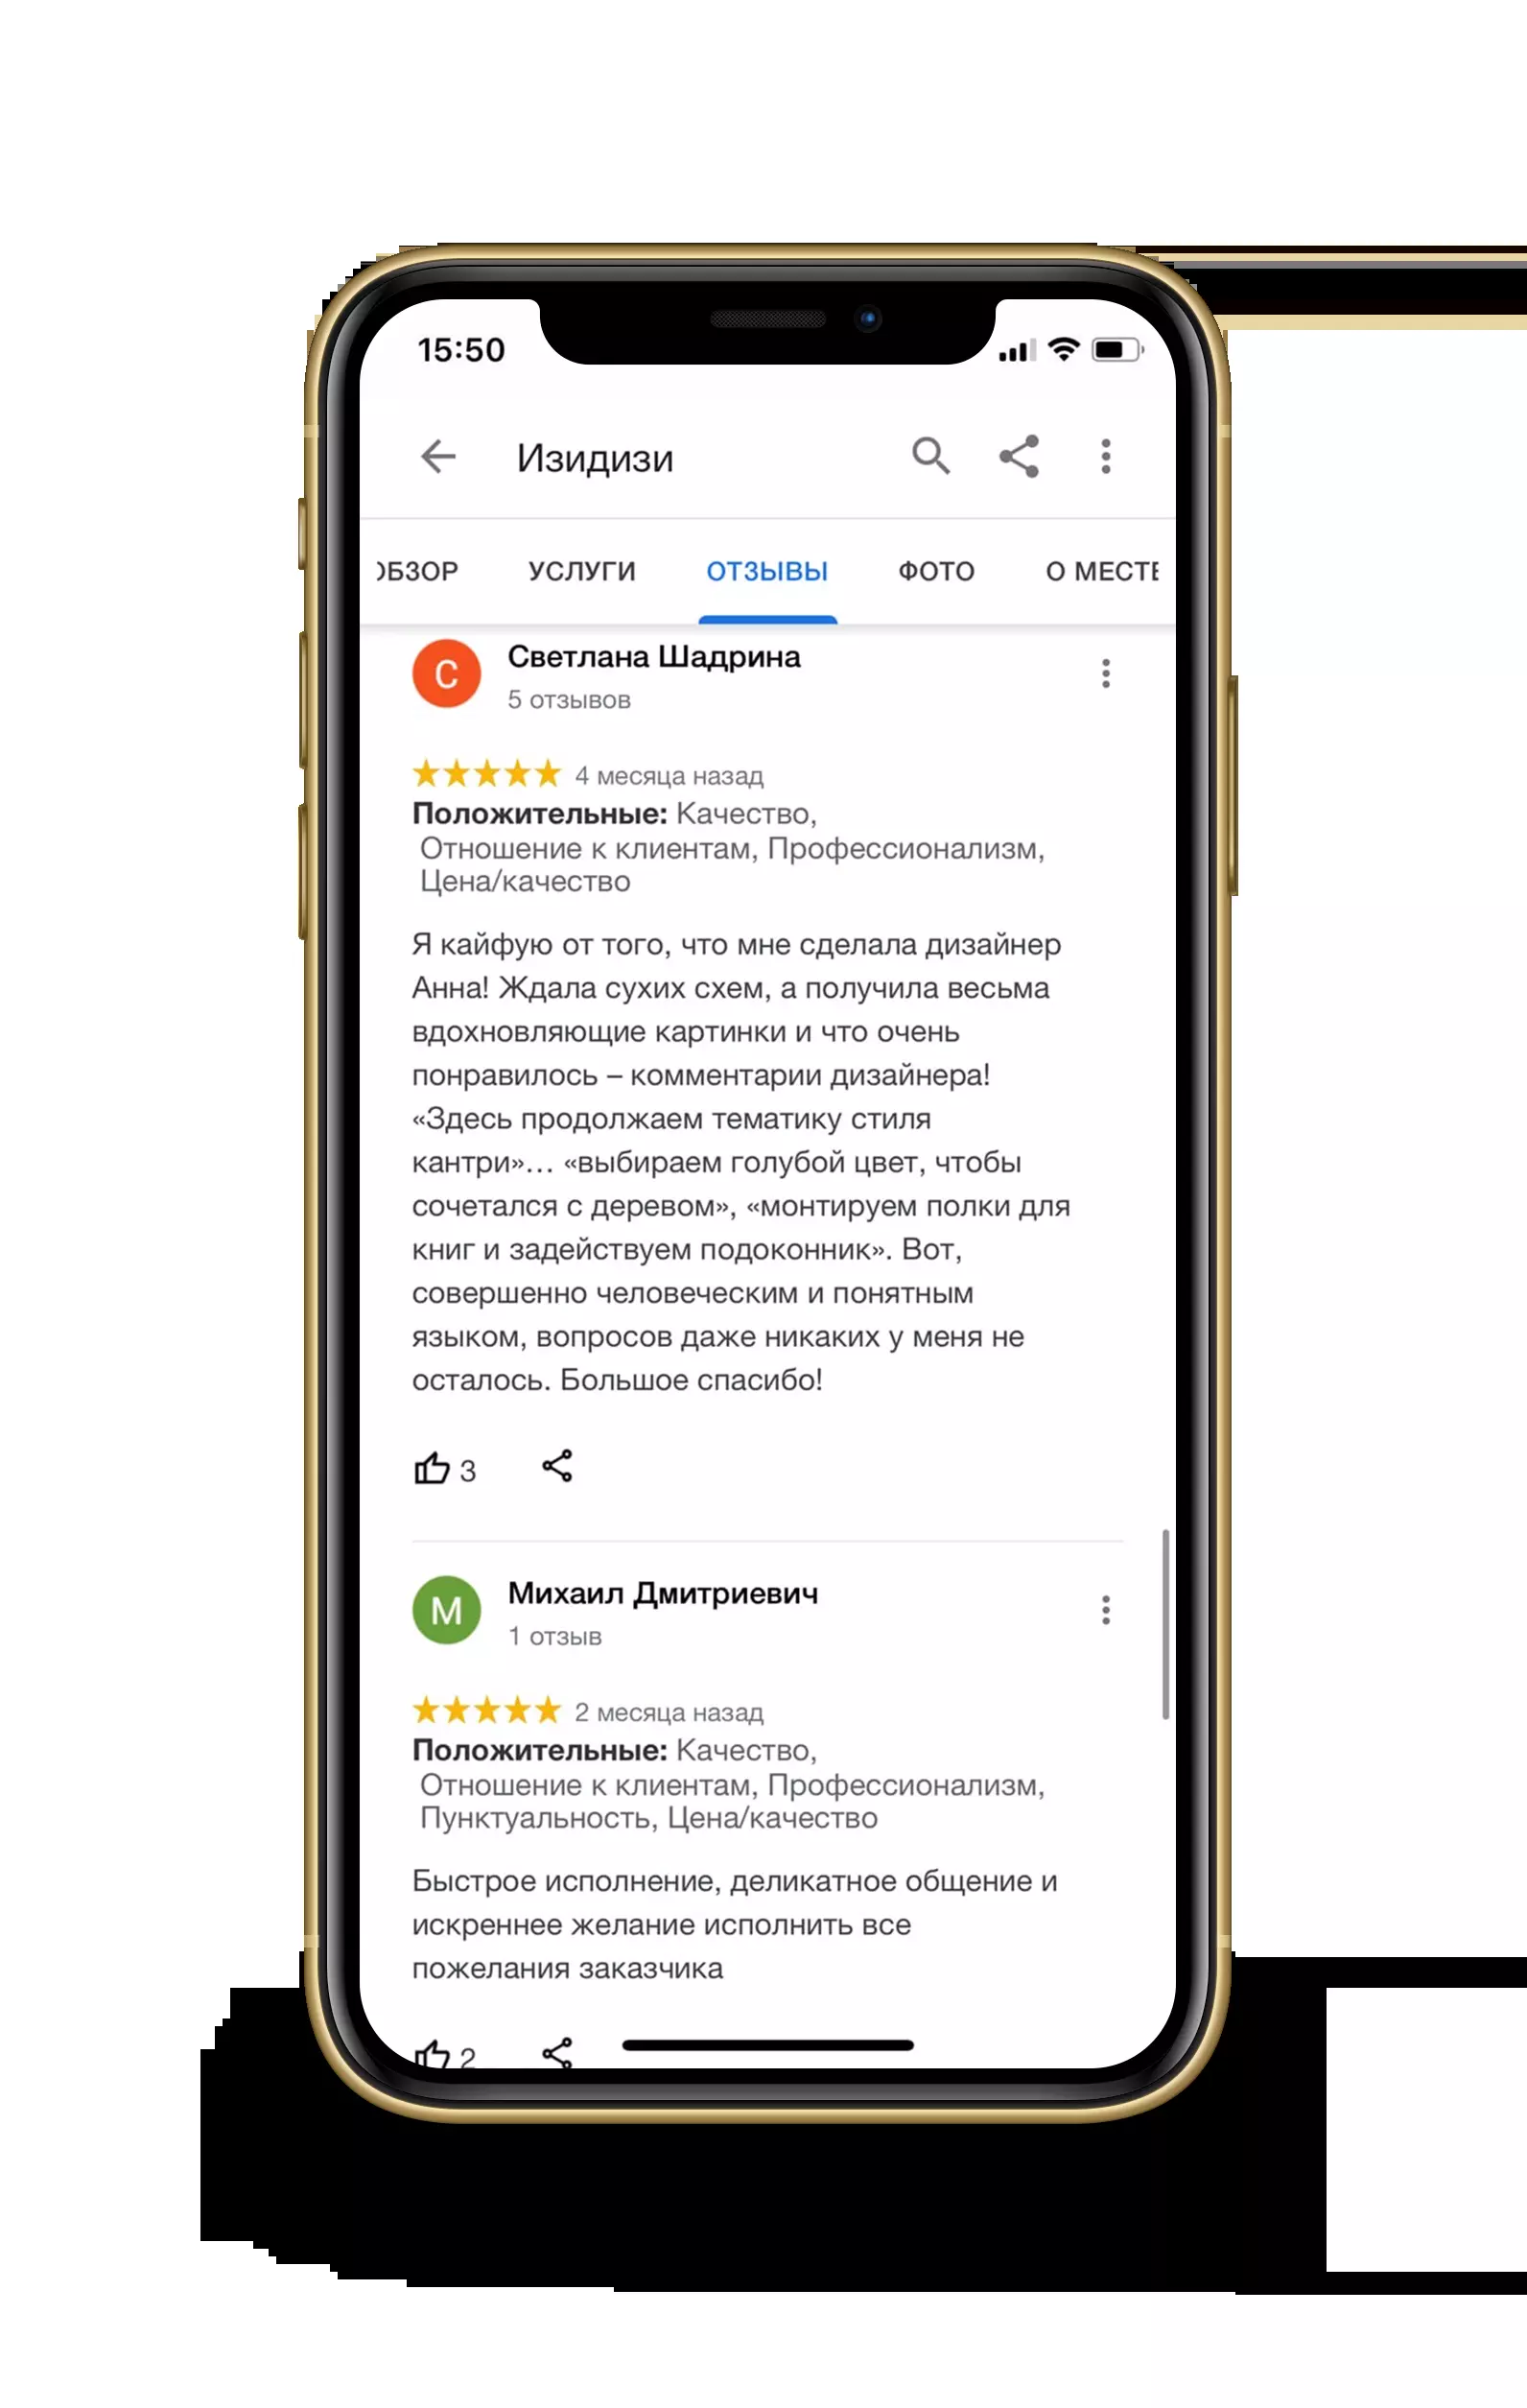 15:50
Изидизи
ОБЗОР УСЛУГИ ОТЗЫВЫ ФОТО О МЕСТЕ
С Светлана Шадрина
5 отзывов
4 месяца назад
Положительные: Качество,
Отношение к клиентам, Профессионализм,
Цена/качество
Я кайфую от того, что мне сделала дизайнер
Анна! Ждала сухих схем, а получила весьма
вдохновляющие картинки и что очень
понравилось – комментарии дизайнера!
«Здесь продолжаем тематику стиля
кантри»... «выбираем голубой цвет, чтобы
сочетался с деревом», «монтируем полки для
книг и задействуем подоконник». Вот,
совершенно человеческим и понятным
языком, вопросов даже никаких у меня не
осталось. Большое спасибо!
3
М Михаил Дмитриевич
1 отзыв
2 месяца назад
Положительные: Качество,
Отношение к клиентам, Профессионализм,
Пунктуальность, Цена/качество
Быстрое исполнение, деликатное общение и
искреннее желание исполнить все
пожелания заказчика
2